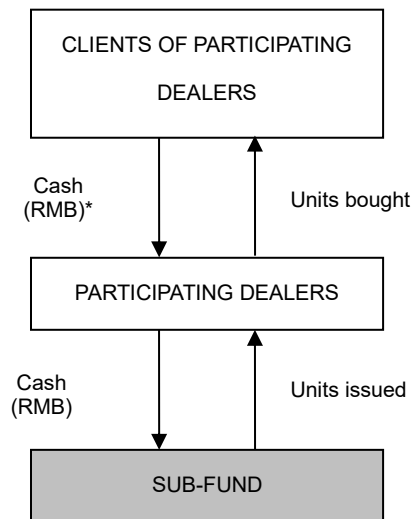 CLIENTS OF PARTICIPATING
DEALERS
Cash
(RMB)*
Units bought
PARTICIPATING DEALERS
Cash
(RMB)
Units issued
SUB-FUND